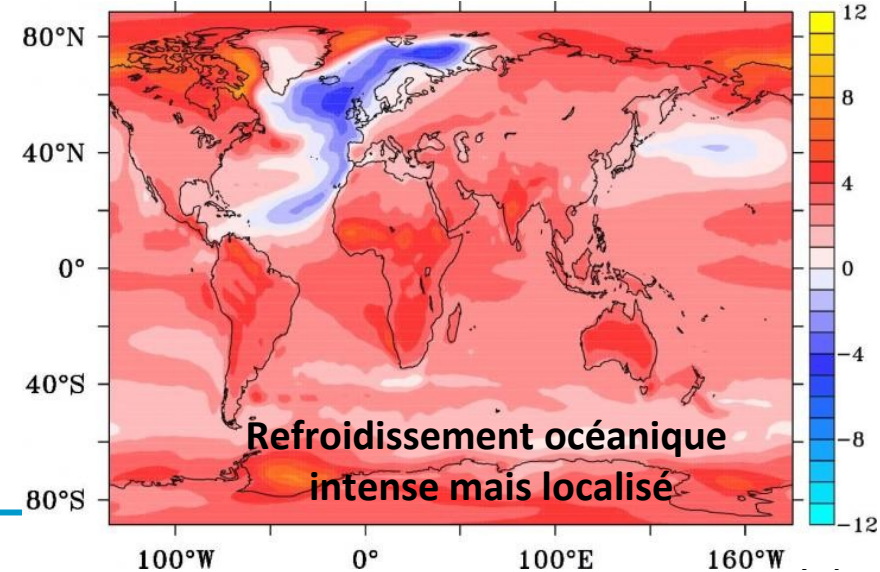 80°N
40°N
0°
40°S
80°S
100°W 0° 100°E 160°W
12
8
4
0
−4
−8
−12
Refroidissement océanique
intense mais localisé